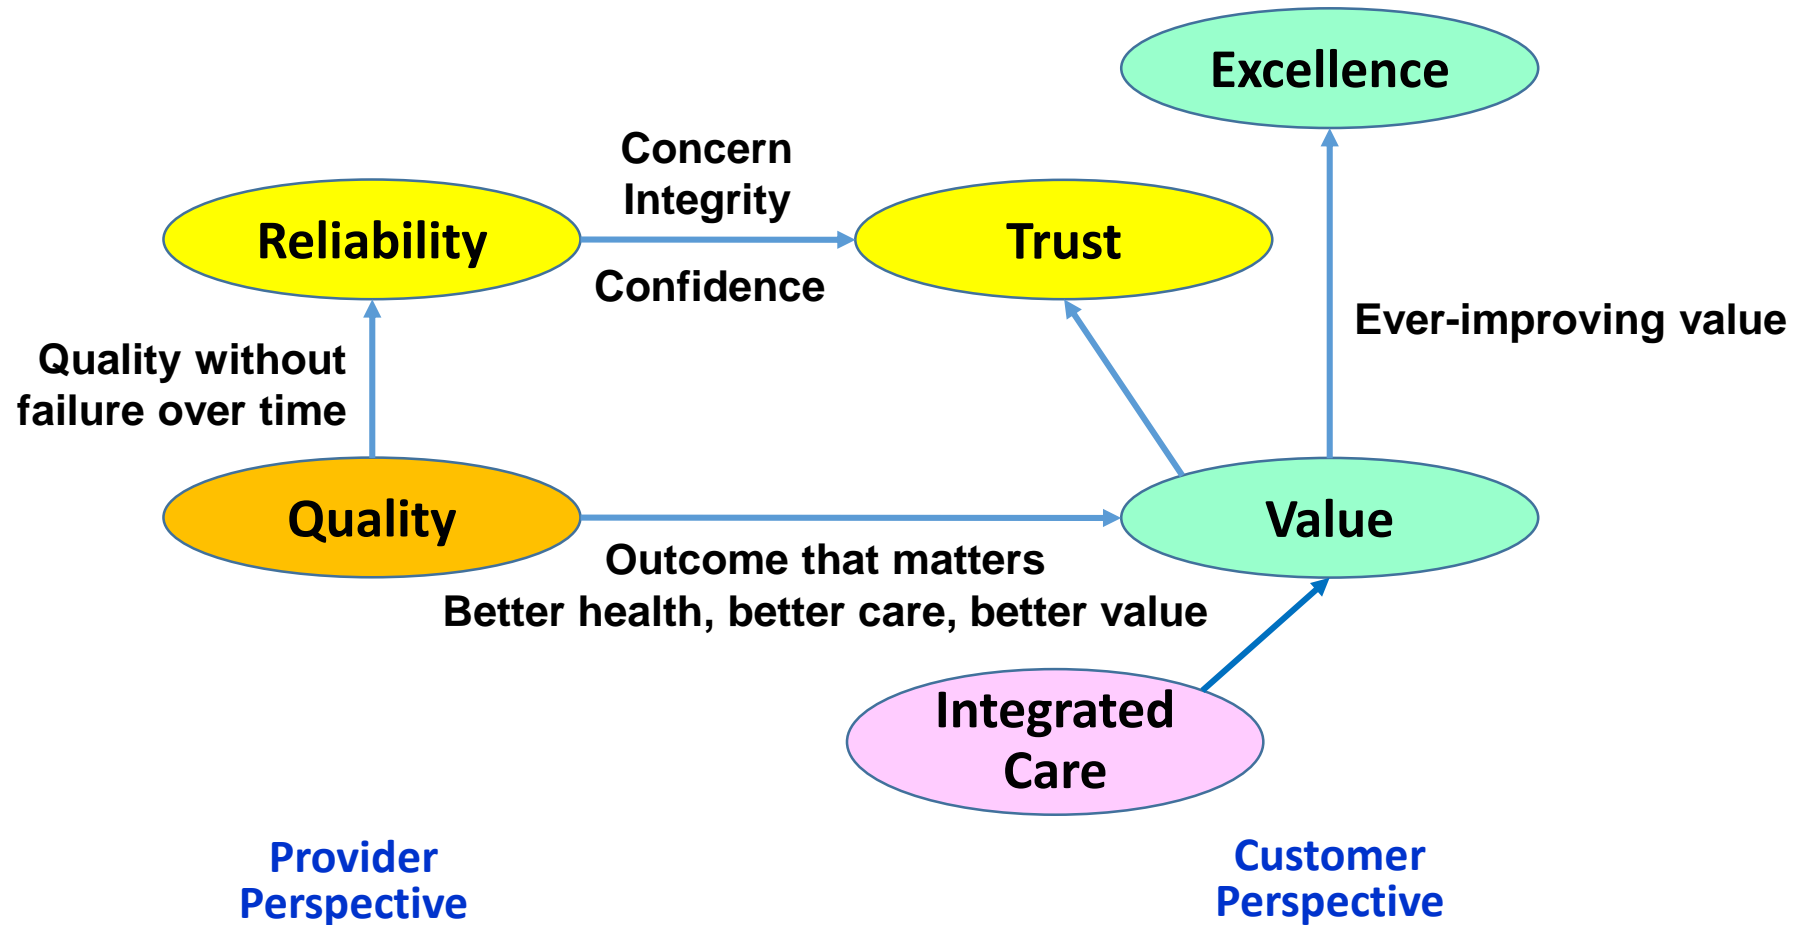 Excellence
Concern
Integrity
Reliability
Trust
Confidence
Ever-improving value
Quality without
failure over time
Quality
Value
Outcome that matters
Better health, better care, better value
Integrated
Care
Provider
Perspective
Customer
Perspective